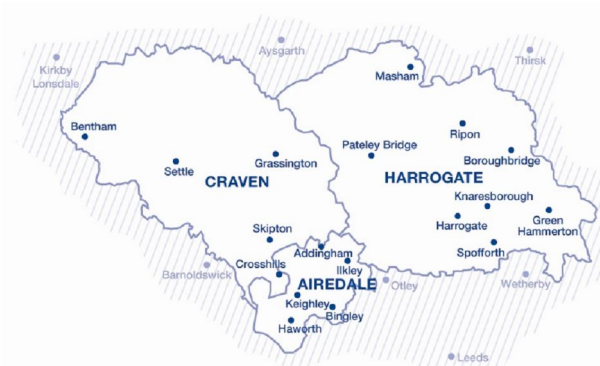 Aysgarth
Thirsk
Kirkby
Lonsdale
Masham
Bentham
Ripon
Pateley Bridge
Boroughbridge
Settle
Grassington
CRAVEN
HARROGATE
Knaresborough
Harrogate
Green
Hammerton
Skipton
Spofforth
Addingham
Crosshills
Ilkley
Barnoldswick
AIREDALE
Otley
Wetherby
Keighley
Bingley
Haworth
Leeds